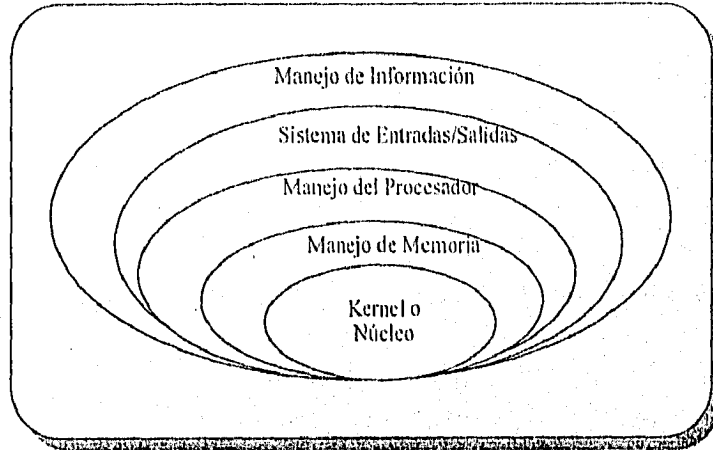 Manejo de Información
Sistema de Entradas/Salidas
Manejo del Procesador
Manejo de Memoria
Kernel o
Núcleo